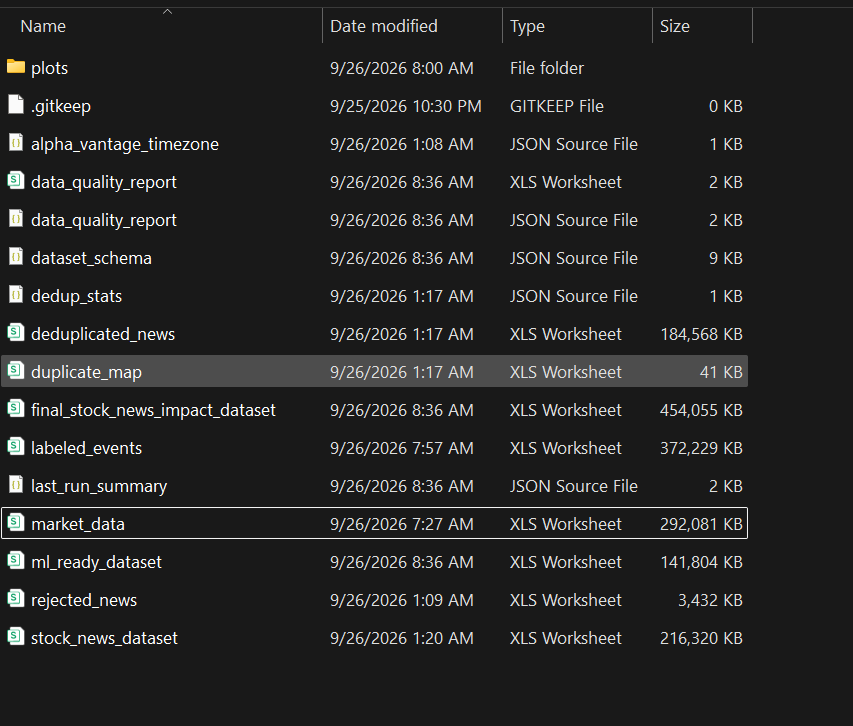 Name Date modified Type Size
plots 9/26/2026 8:00 AM File folder
.gitkeep 9/25/2026 10:30 PM GITKEEP File 0 KB
alpha_vantage_timezone 9/26/2026 1:08 AM JSON Source File 1 KB
data_quality_report 9/26/2026 8:36 AM XLS Worksheet 2 KB
data_quality_report 9/26/2026 8:36 AM JSON Source File 2 KB
dataset_schema 9/26/2026 8:36 AM JSON Source File 9 KB
dedup_stats 9/26/2026 1:17 AM JSON Source File 1 KB
deduplicated_news 9/26/2026 1:17 AM XLS Worksheet 184,568 KB
duplicate_map 9/26/2026 1:17 AM XLS Worksheet 41 KB
final_stock_news_impact_dataset 9/26/2026 8:36 AM XLS Worksheet 454,055 KB
labeled_events 9/26/2026 7:57 AM XLS Worksheet 372,229 KB
last_run_summary 9/26/2026 8:36 AM JSON Source File 2 KB
market_data 9/26/2026 7:27 AM XLS Worksheet 292,081 KB
ml_ready_dataset 9/26/2026 8:36 AM XLS Worksheet 141,804 KB
rejected_news 9/26/2026 1:09 AM XLS Worksheet 3,432 KB
stock_news_dataset 9/26/2026 1:20 AM XLS Worksheet 216,320 KB